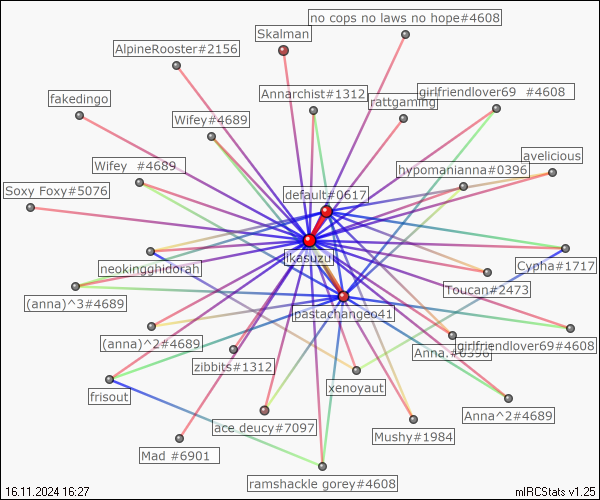 no cops no laws no hope#4608
Skalman
AlpineRooster#2156
girlfriendlover69 #4608
Annarchist#1312
rattgaming
fakedingo
Wifey#4689
avelicious
Wifey #4689
hypomanianna#0396
Soxy Foxy#5076
default#0617
likasuzu
neokingghidorah
Cypha#1717
Toucan#2473
(anna)^3#4689
pastachangeo41
(anna)^2#4689
girlfriendlover69#4608
Anna.#0396
zibbits#1312
xenoyaut
frisout
Anna^2#4689
ace deucy#7097
Mushy#1984
Mad #6901
ramshackle gorey#4608
16.11.2024 16:27
mIRCStats v1.25